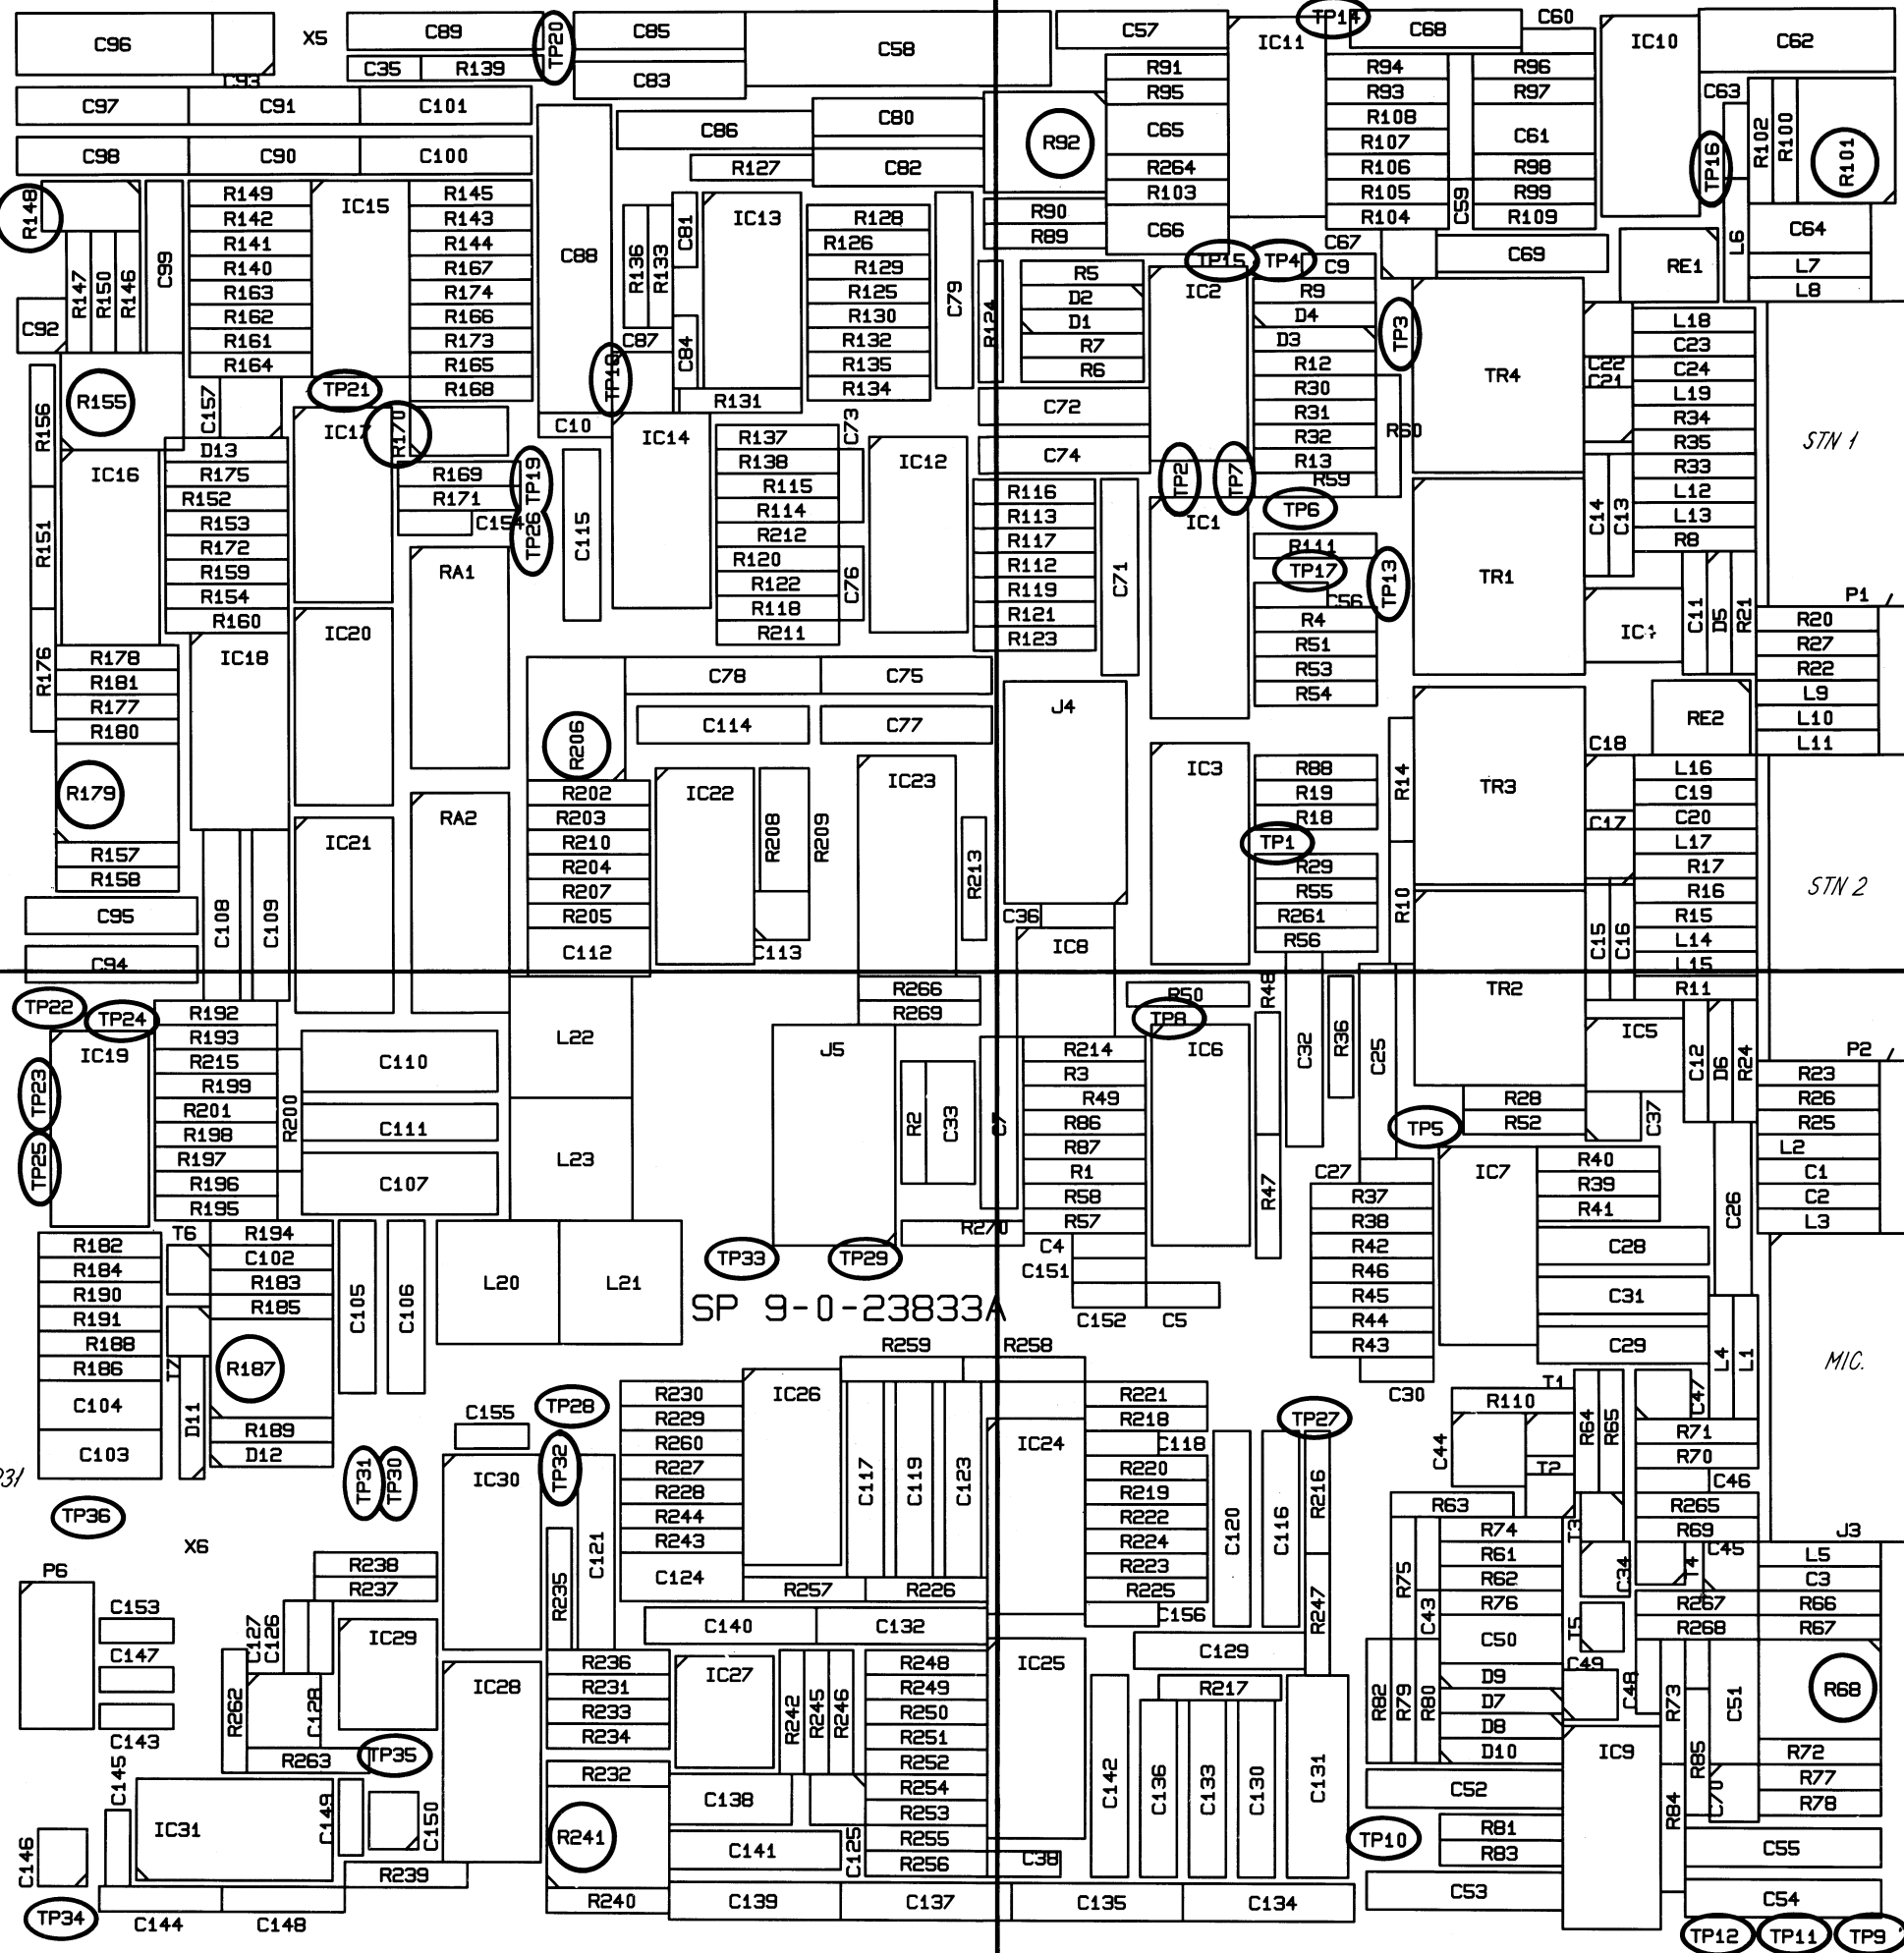 C96 X5 C89 TP20 C85 C58 C57 IC11 TP14 C68 C60 IC10 C62
C35 R139 C83 R91 R94 R96
C93 R95 R93 R97 C63
C97 C91 C101 C86 C80 R92 C65 R108 C61 R102 R100 R101
R107 TP16
C98 C90 C100 R127 C82 R264 R106 R98
R148 R149 IC15 R145 C81 IC13 R103 R105 C59 R99
R142 R143 R128 R90 C66 R104 R109
R147 R150 R146 C99 R141 R144 C88 R136 R133 R126 C79 R89 C67 C69 RE1 L6 C64
R140 R167 R129 R124 R5 TP15 TP4 C9 L7
R163 R174 R125 D2 IC2 R9 L8
C92 R162 R166 R130 D1 D4 TP3 L18
R161 R173 C87 C84 R132 R7 D3 C23
R164 R165 TP18 R135 R6 R12 TR4 C22 C24
TP21 R168 R134 R30 C21 L19
R156 R155 C157 R131 C72 R31 R34
IC17 R170 C10 IC14 R137 C73 R32 R60 R35 STN 1
IC16 D13 R138 IC12 C74 R13 R33
R175 R169 TP19 R115 R116 TP2 TP7 R59 L12
R152 R171 R114 R113 IC1 TP6 C14 C13 L13
R151 R153 C154 TP26 C115 R212 R117 R111 R8
R172 RA1 R120 R112 C71 TP17 TP13 TR1
R159 R122 C76 R119 C56 P1
R154 R118 R121 R4 C11 D5 R21 R20
R160 IC20 R211 R123 R51 R27
R176 R178 IC18 C78 C75 R53 R22
R181 R54 L9
R177 C114 C77 J4 RE2 L10
R180 R206 C18 L11
R179 R202 IC22 IC23 IC3 R88 R14 TR3 L16
R203 R19 C19
RA2 R210 R208 R209 R18 C17 C20
R157 IC21 R204 R213 TP1 L17
R158 R207 R29 R17
C95 C108 C109 R205 C36 R55 R10 R16 STN 2
R261 R15
C94 C112 C113 IC8 R56 C15 C16 L14
L15
TP22 TP24 R192 R266 R50 R48 TR2 R11
R193 L22 R269 TP8 C32 R36 C25 IC5
IC19 R215 C110 J5 R214 IC6 C12 D6 R24 P2
TP23 R199 R3 R23
R201 R200 C111 R2 C33 C7 R49 R28 R26
R198 R86 TP5 R52 C37 R25
TP25 R197 L23 R87 L2
R196 C107 R1 R47 C27 IC7 R40 C1
R195 R58 R37 R39 C26 C2
R182 T6 R194 R270 R57 R38 R41 L3
R184 C102 TP33 TP29 C4 R42 C28
R190 R183 C105 C106 L20 L21 C151 R46
R191 R185 SP 9-0-23833A C152 C5 R45 C31
R188 R259 R258 R44
R186 T7 R187 R43 C29 L4 L1 MIC.
C104 D11 C155 TP28 R230 IC26 R221 TP27 C30 T1 R110 R64 R65 C47
R189 R229 R218 R71
C103 D12 TP31 TP30 IC30 TP32 R260 C117 C119 C123 IC24 C118 C44 T2 R70
R227 R220 C46
TP36 R228 R219 C120 C116 R216 R63 R265
X6 R244 R222 R74 T3 R69 J3
R238 R235 C121 R243 R224 R75 R61 C45 L5
P6 R237 C124 R223 R62 C34 T4 C3
C153 R257 R226 R225 R247 C43 R76 R267 R66
C127 C126 IC29 C140 C132 C156 C50 T5 R268 R67
C147 R236 IC27 R248 IC25 C129 C49
R262 C128 IC28 R231 R242 R245 R246 R249 R217 R82 R79 R80 D9 C48 R73 C51 R68
C143 R233 R250 D7
C145 R263 TP35 R234 R251 D8
R232 R252 C142 C136 C133 C130 C131 D10 IC9 R85 R72
C149 C150 C138 R254 C52 R84 C70 R77
IC31 R241 R253 R78
C146 C141 C125 R255 TP10 R81 C55
R239 R256 C38 R83
TP34 C144 C148 R240 C139 C137 C135 C134 C53 C54
TP12 TP11 TP9